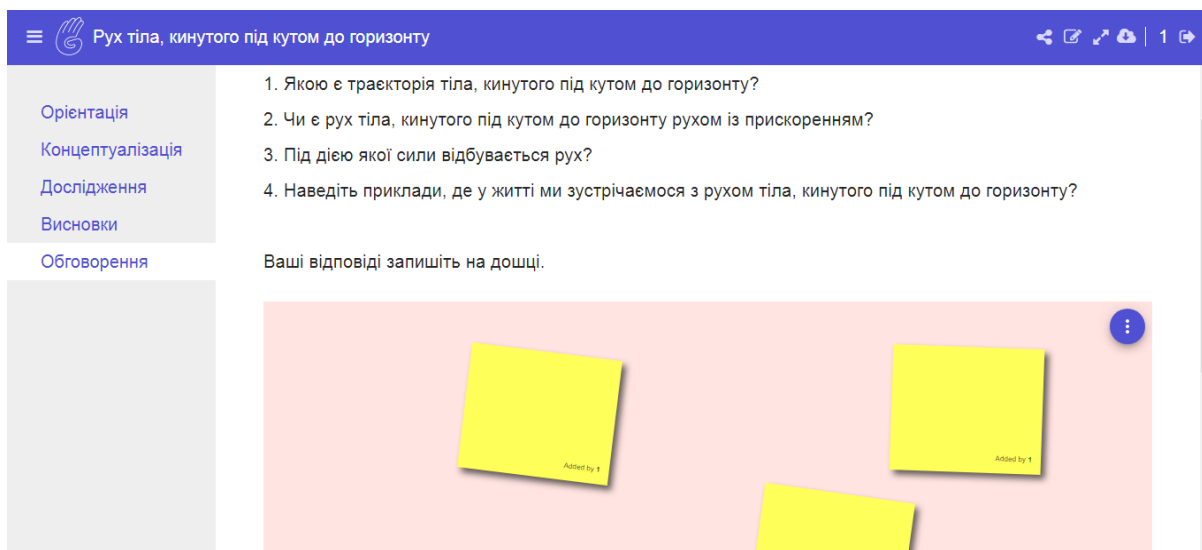 Рух тіла, кинутого під кутом до горизонту
1
Орієнтація
Концептуалізація
Дослідження
Висновки
Обговорення
1. Якою є траєкторія тіла, кинутого під кутом до горизонту?
2. Чи є рух тіла, кинутого під кутом до горизонту рухом із прискоренням?
3. Під дією якої сили відбувається рух?
4. Наведіть приклади, де у житті ми зустрічаємося з рухом тіла, кинутого під кутом до горизонту?
Ваші відповіді запишіть на дошці.
Added by 1
Added by 1